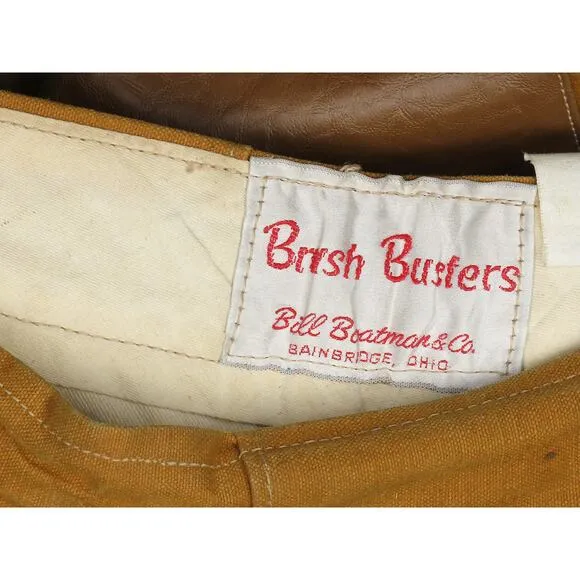 Brush Busters
Bill Boatman & Co.
BAINBRIDGE, OHIO